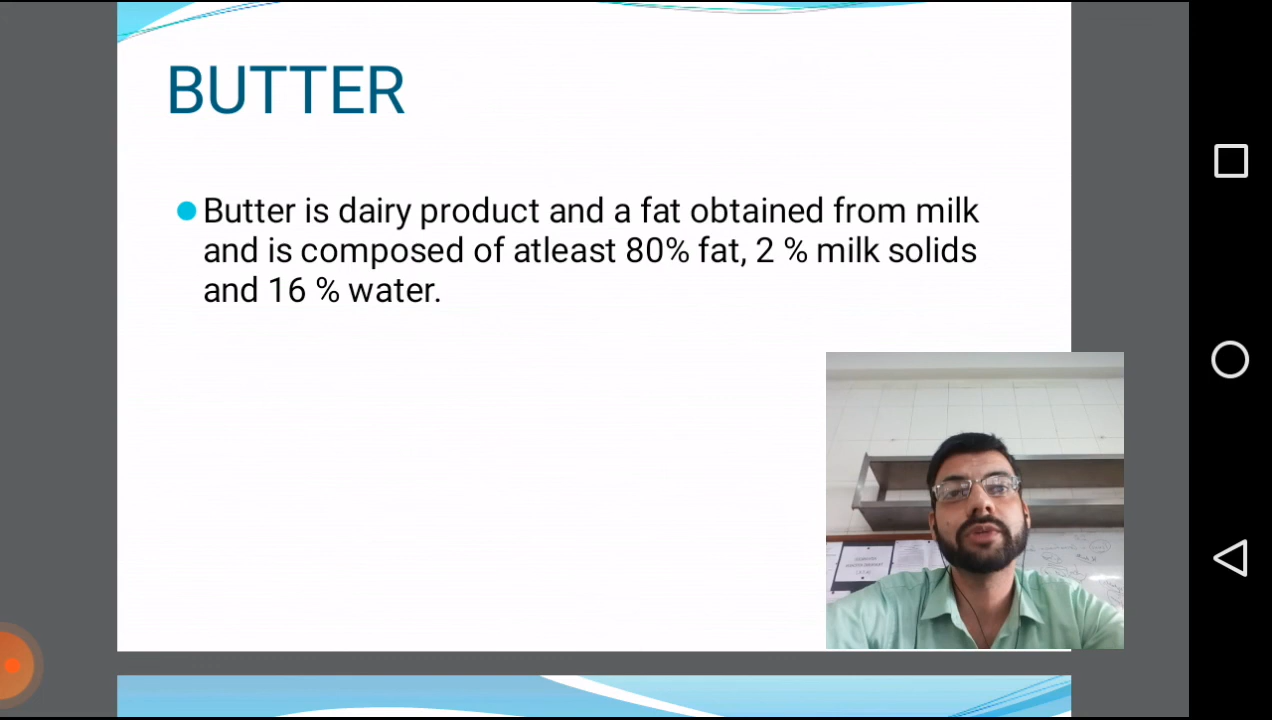 BUTTER
Butter is dairy product and a fat obtained from milk
and is composed of atleast 80% fat, 2 % milk solids
and 16 % water.